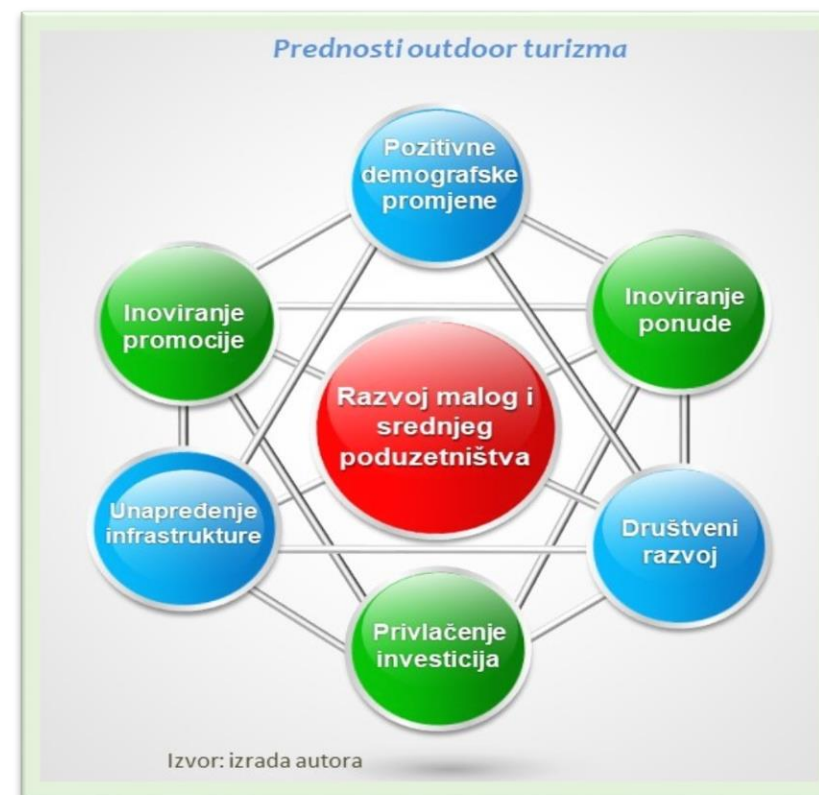 Prednosti outdoor turizma
Pozitivne
demografske
promjene
Inoviranje
promocije
Inoviranje
ponude
Razvoj malog i
srednjeg
poduzetništva
Unapređenje
infrastrukture
Društveni
razvoj
Privlačenje
investicija
Izvor: izrada autora